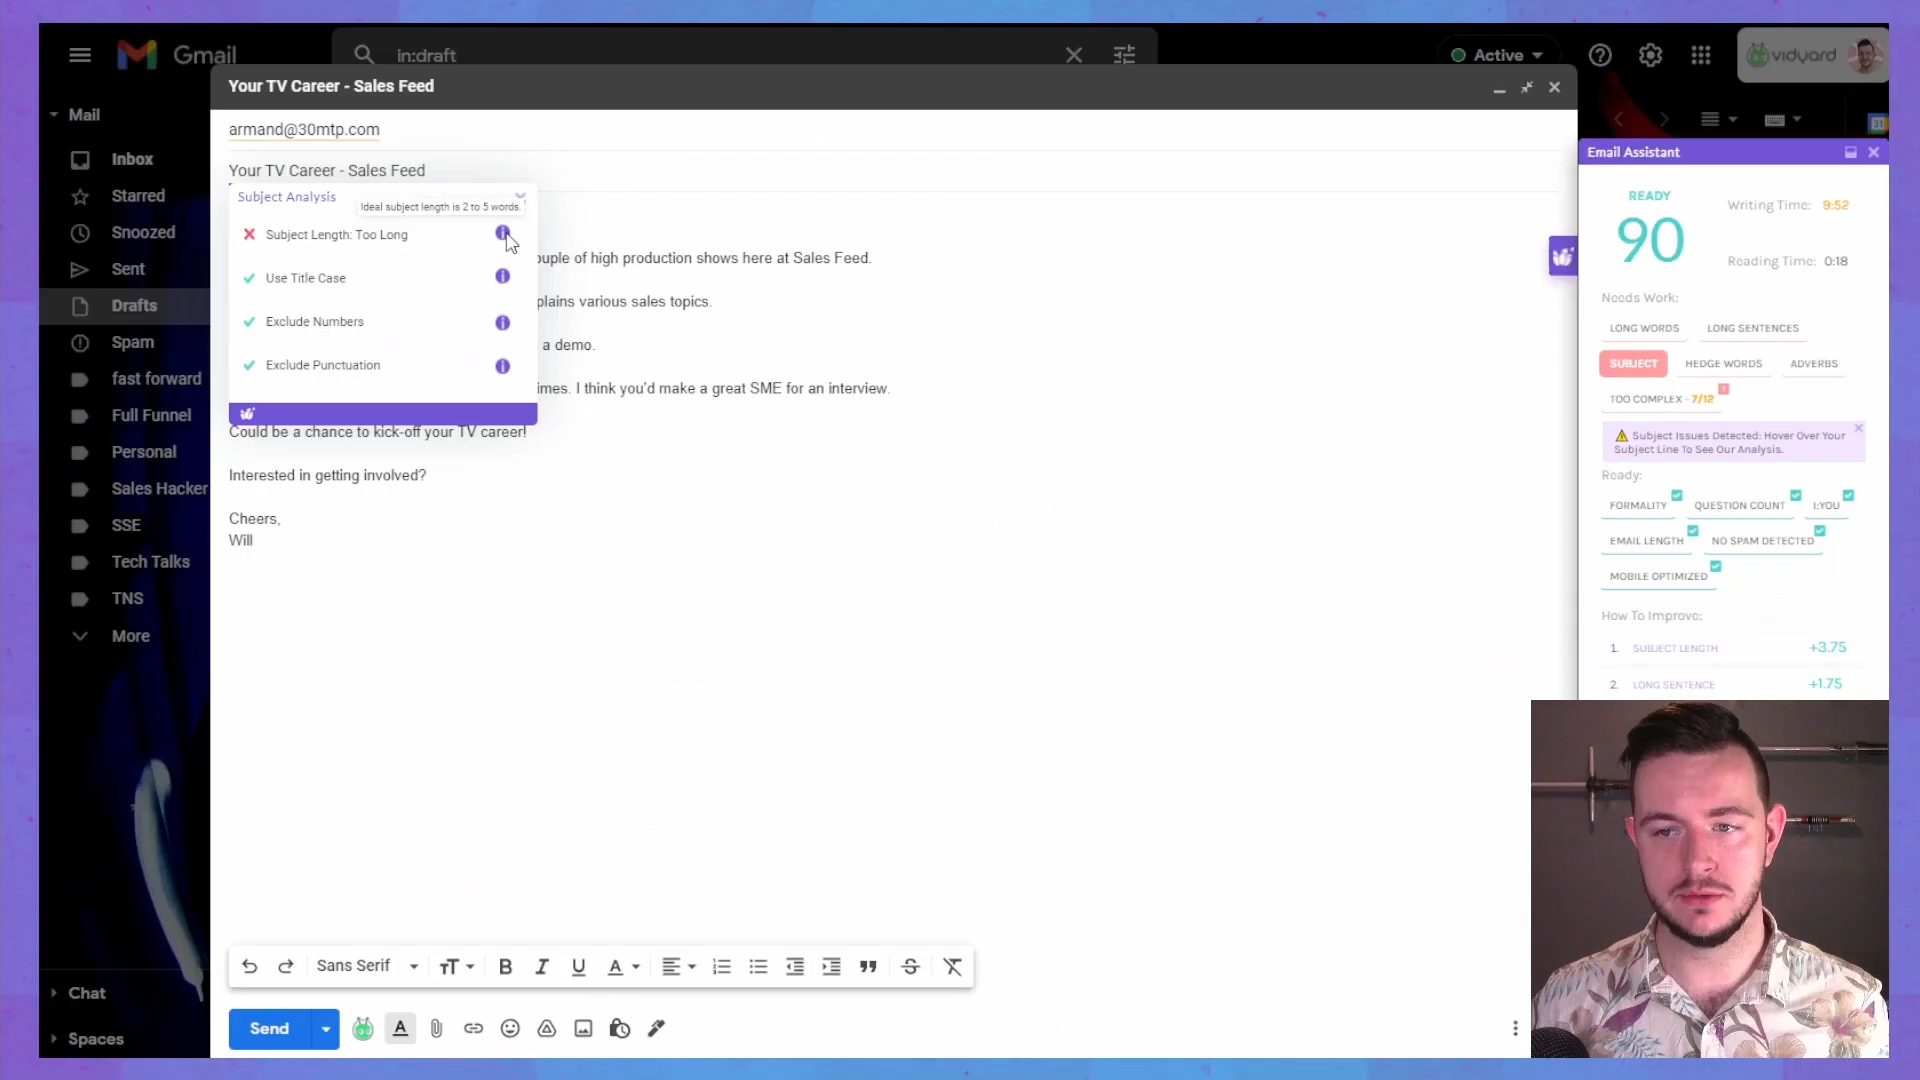 Gmail
in:draft
Active
vidyard
Mail
Inbox
Starred
Snoozed
Sent
Drafts
Spam
fast forward
Full Funnel
Personal
Sales Hacker
SSE
Tech Talks
TNS
More
Chat
Spaces
Your TV Career - Sales Feed
armand@30mtp.com
Your TV Career - Sales Feed
Subject Analysis
Ideal subject length is 2 to 5 words.
Subject Length: Too Long
Use Title Case
Exclude Numbers
Exclude Punctuation
ouple of high production shows here at Sales Feed.
plains various sales topics.
a demo.
imes. I think you'd make a great SME for an interview.
Could be a chance to kick-off your TV career!
Interested in getting involved?
Cheers,
Will
Sans Serif
Send
31
Email Assistant
READY
90
Writing Time: 9:52
Reading Time: 0:18
Needs Work:
LONG WORDS LONG SENTENCES
SUBJECT HEDGE WORDS ADVERBS
TOO COMPLEX - 7/12
Subject Issues Detected: Hover Over Your
Subject Line To See Our Analysis.
Ready:
FORMALITY QUESTION COUNT I:YOU
EMAIL LENGTH NO SPAM DETECTED
MOBILE OPTIMIZED
How To Improve:
1. SUBJECT LENGTH +3.75
2. LONG SENTENCE +1.75